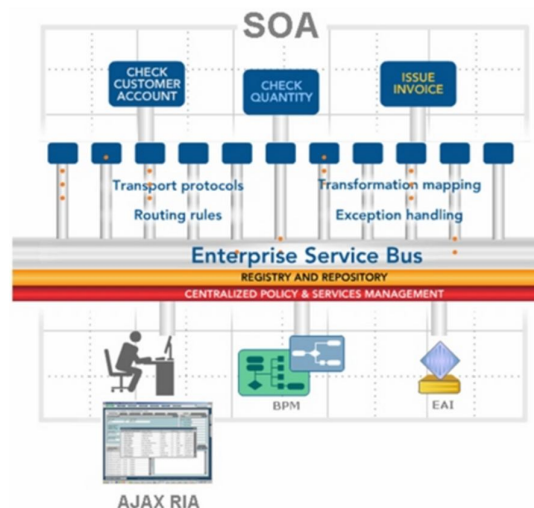 SOA
CHECK
CUSTOMER
ACCOUNT
CHECK
QUANTITY
ISSUE
INVOICE
Transport protocols
Transformation mapping
Routing rules
Exception handling
Enterprise Service Bus
REGISTRY AND REPOSITORY
CENTRALIZED POLICY & SERVICES MANAGEMENT
BPM
EAI
AJAX RIA